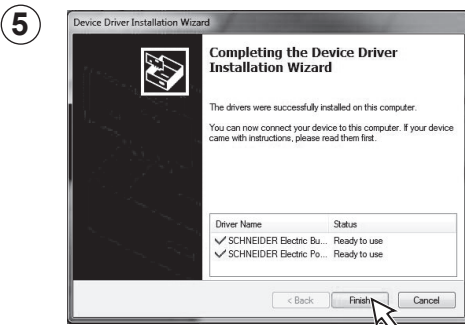 5
Device Driver Installation Wizard
Completing the Device Driver
Installation Wizard
The drivers were successfully installed on this computer.
You can now connect your device to this computer. If your device
came with instructions, please read them first.
Driver Name Status
SCHNEIDER Electric Bu... Ready to use
SCHNEIDER Electric Po... Ready to use
< Back Finish Cancel